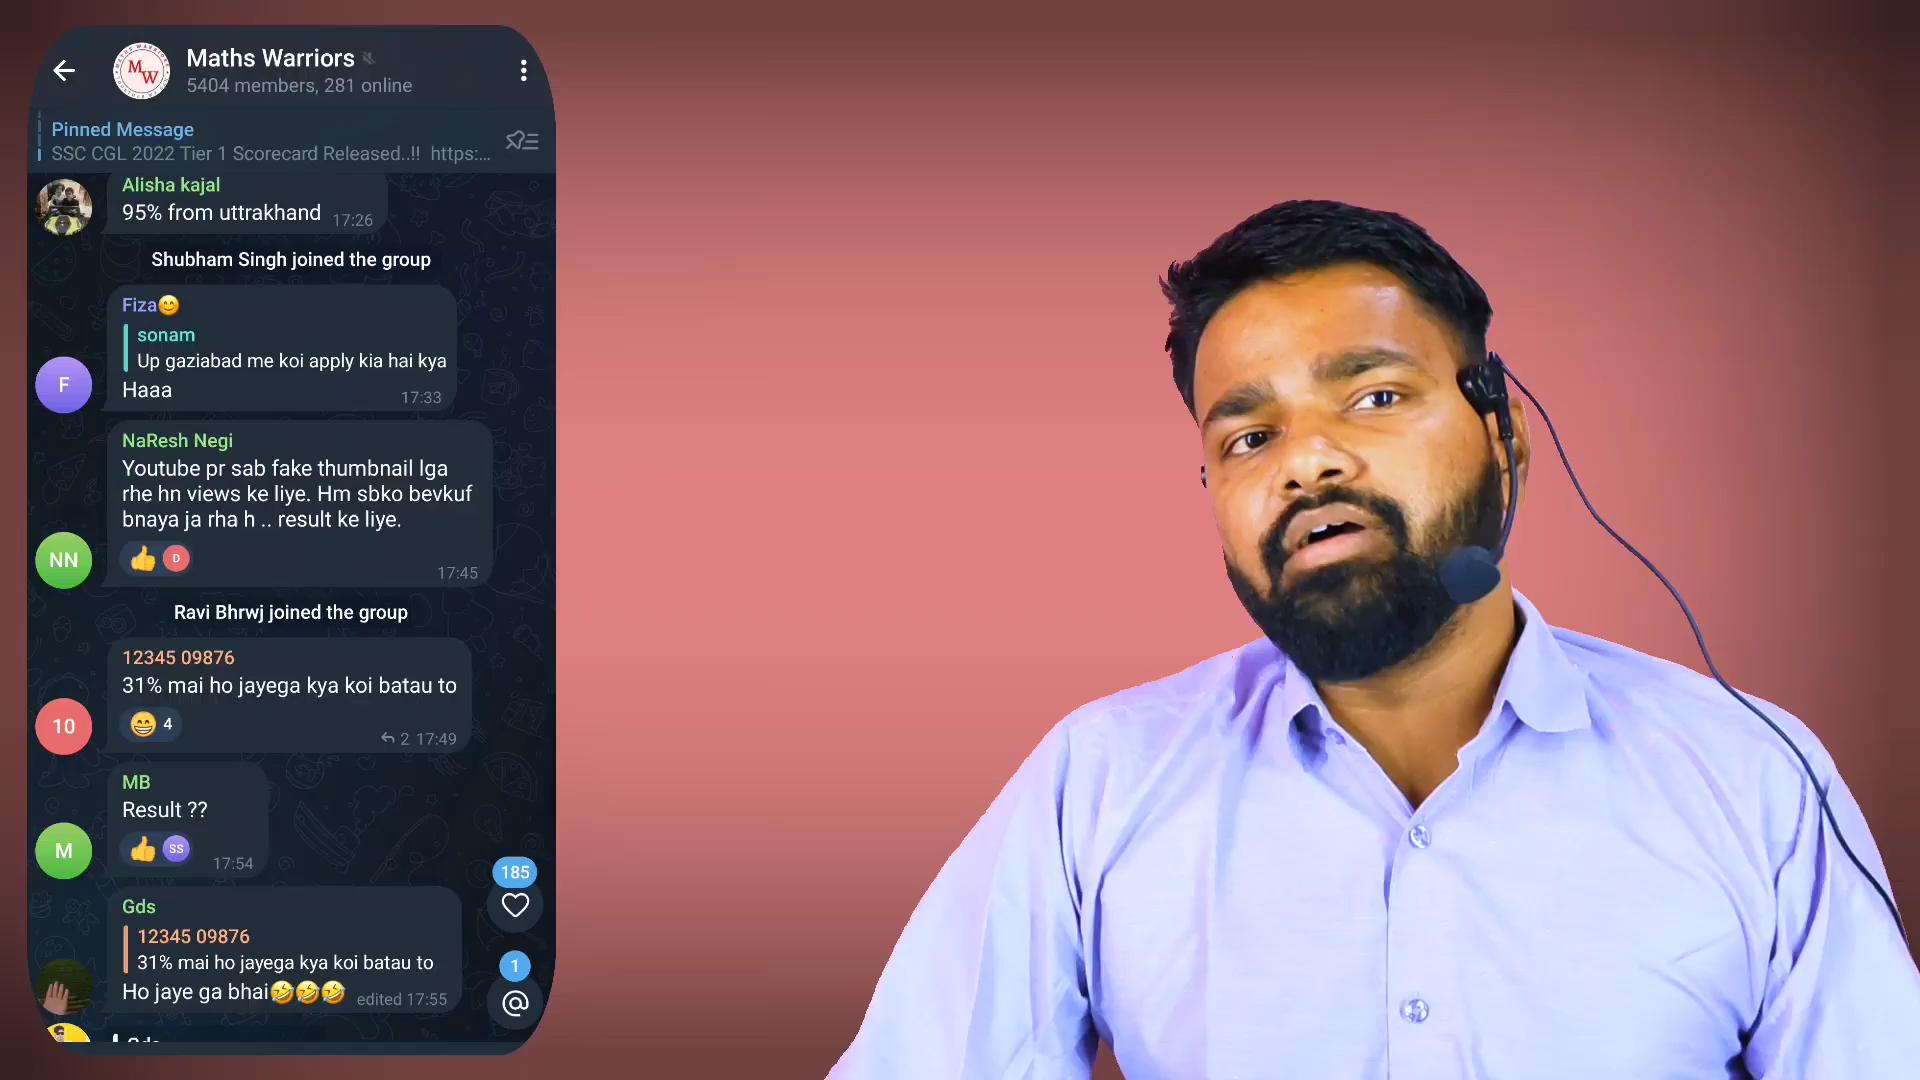 Maths Warriors
MW
5404 members, 281 online
Pinned Message
SSC CGL 2022 Tier 1 Scorecard Released..!! https:...
Alisha kajal
95% from uttrakhand 17:26
Shubham Singh joined the group
Fiza😊
sonam
Up gaziabad me koi apply kia hai kya
F
Haaa 17:33
NaResh Negi
Youtube pr sab fake thumbnail lga
rhe hn views ke liye. Hm sbko bevkuf
bnaya ja rha h .. result ke liye.
NN
👍 D
17:45
Ravi Bhrwj joined the group
12345 09876
31% mai ho jayega kya koi batau to
10
😁 4
2 17:49
MB
Result ??
M
👍 SS
17:54
185
Gds
12345 09876
31% mai ho jayega kya koi batau to
1
Ho jaye ga bhai🤣🤣🤣 edited 17:55
@